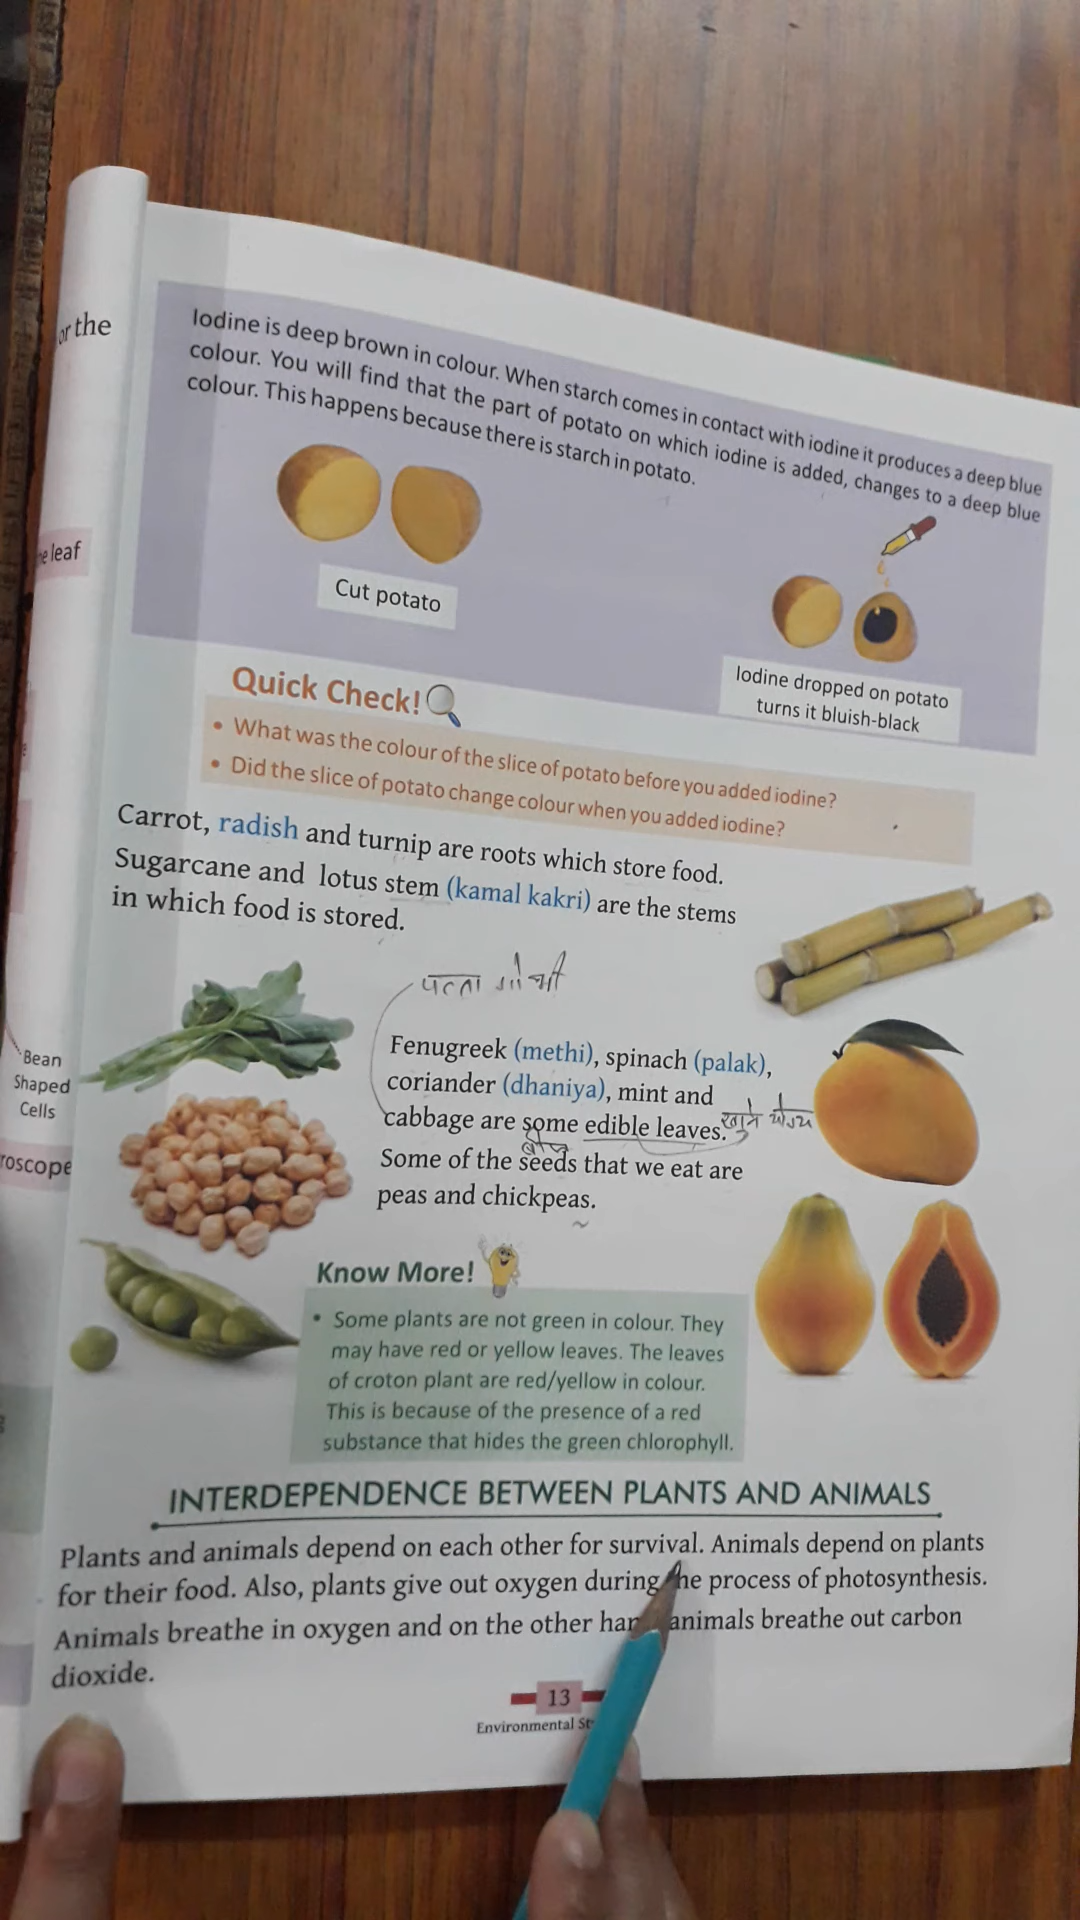 or the
Iodine is deep brown in colour. When starch comes in contact with iodine it produces a deep blue
colour. You will find that the part of potato on which iodine is added, changes to a deep blue
colour. This happens because there is starch in potato.
Cut potato
Iodine dropped on potato
turns it bluish-black
leaf
Quick Check!
• What was the colour of the slice of potato before you added iodine?
• Did the slice of potato change colour when you added iodine?
Carrot, radish and turnip are roots which store food.
Sugarcane and lotus stem (kamal kakri) are the stems
in which food is stored.
पत्ता गोभी
Fenugreek (methi), spinach (palak),
coriander (dhaniya), mint and
cabbage are some edible leaves.
खाने योग्य
बीज
Some of the seeds that we eat are
peas and chickpeas.
Bean
Shaped
Cells
roscope
Know More!
• Some plants are not green in colour. They
may have red or yellow leaves. The leaves
of croton plant are red/yellow in colour.
This is because of the presence of a red
substance that hides the green chlorophyll.
INTERDEPENDENCE BETWEEN PLANTS AND ANIMALS
Plants and animals depend on each other for survival. Animals depend on plants
for their food. Also, plants give out oxygen during he process of photosynthesis.
Animals breathe in oxygen and on the other han animals breathe out carbon
dioxide.
13
Environmental St